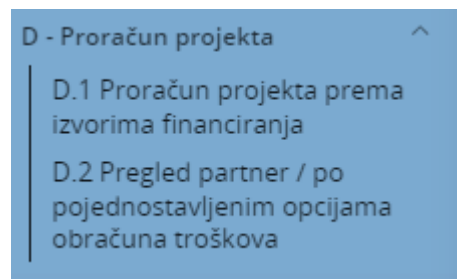 D - Proračun projekta
D.1 Proračun projekta prema
izvorima financiranja
D.2 Pregled partner / po
pojednostavljenim opcijama
obračuna troškova